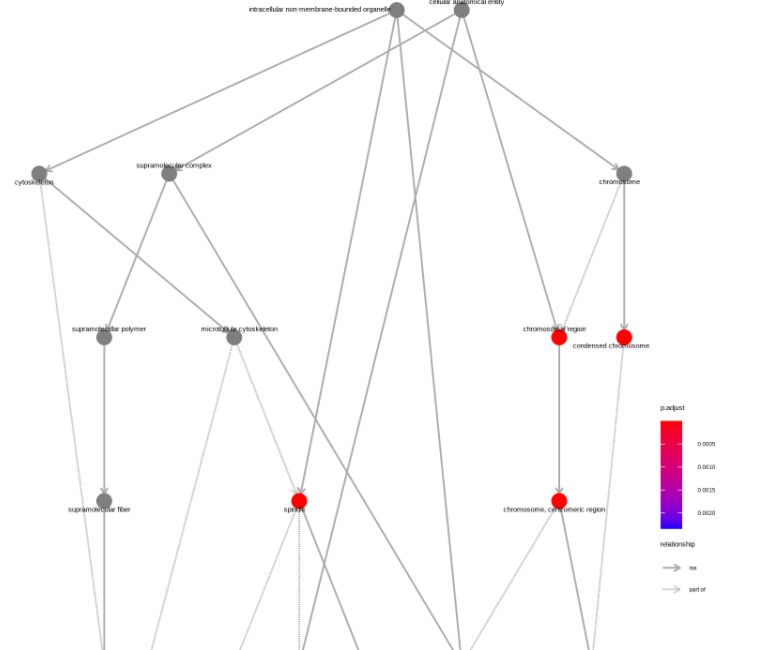 cellular anatomical entity
intracellular non-membrane-bounded organelle
supramolecular complex
cytoskeleton
chromosome
supramolecular polymer
microtubule cytoskeleton
chromosomal region
condensed chromosome
p.adjust
0.0005
0.0010
0.0015
0.0020
supramolecular fiber
spindle
chromosome, centromeric region
relationship
isa
part of